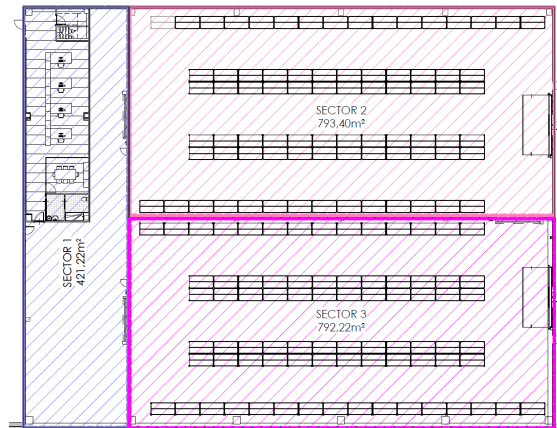 SECTOR 2
793,40m²
SECTOR 1
421,22m²
SECTOR 3
792,22m²